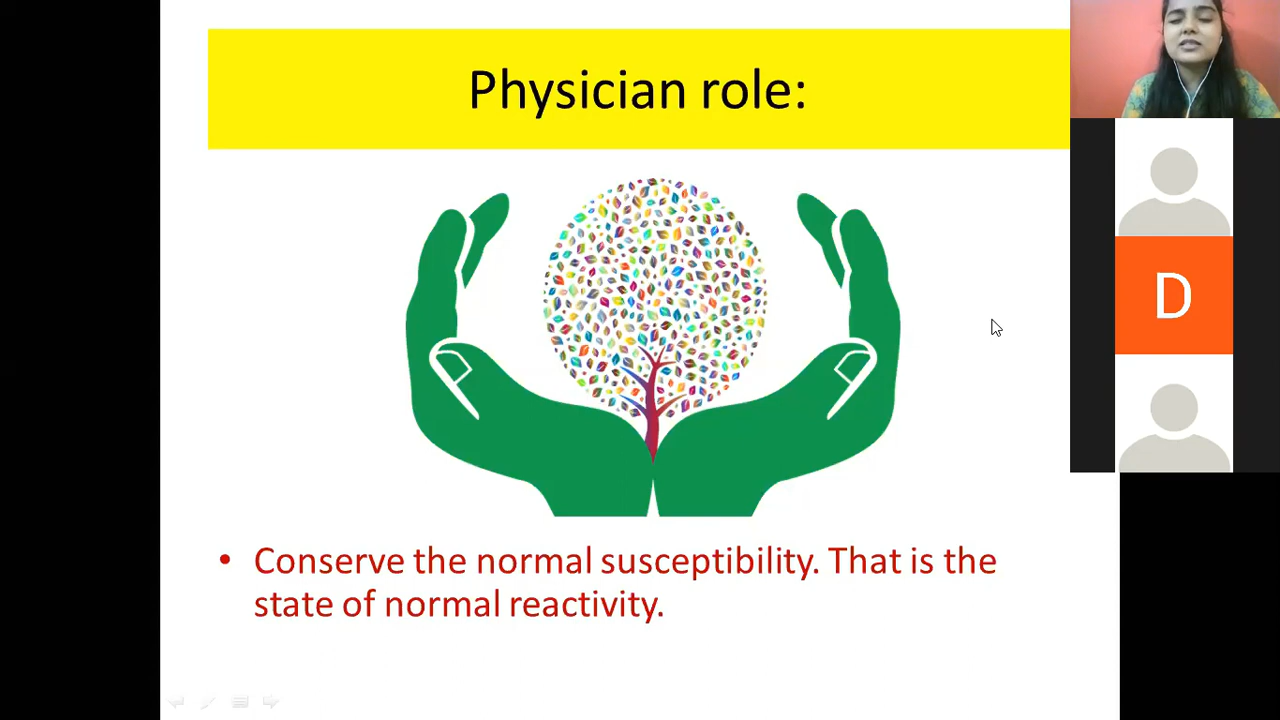 Physician role:
D
• Conserve the normal susceptibility. That is the
state of normal reactivity.